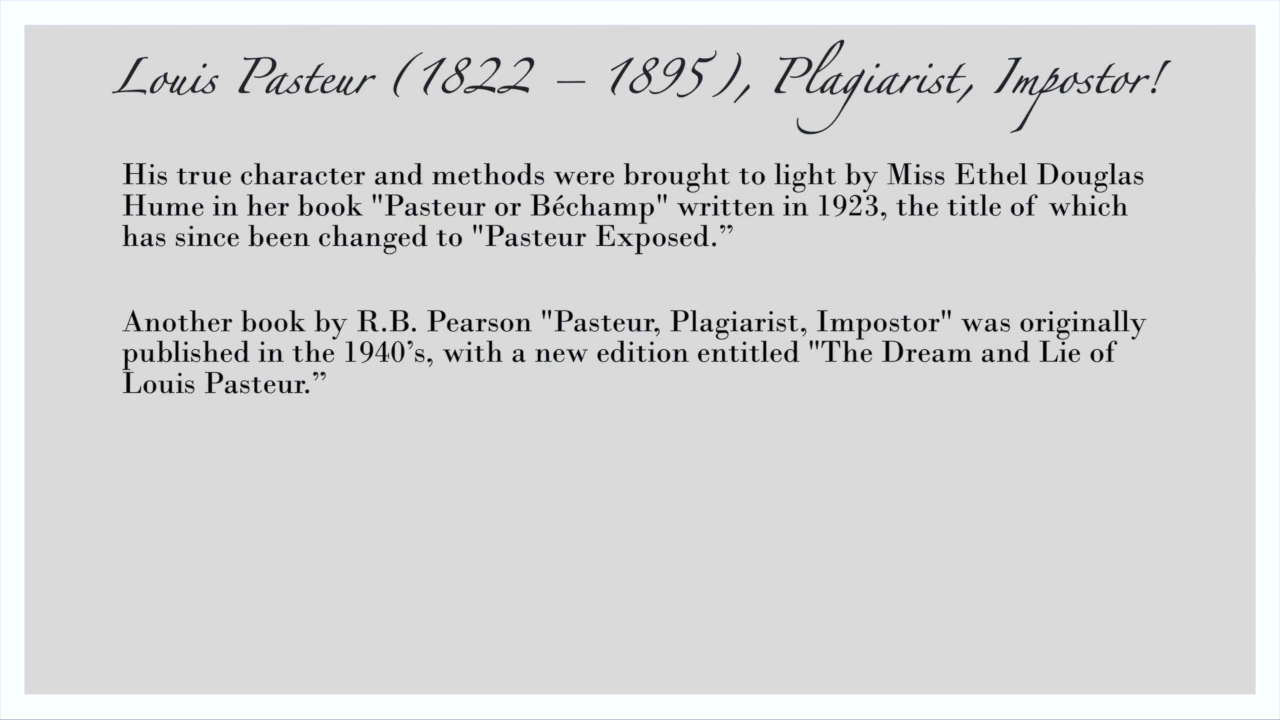 Louis Pasteur (1822 – 1895), Plagiarist, Impostor!
His true character and methods were brought to light by Miss Ethel Douglas
Hume in her book "Pasteur or Béchamp" written in 1923, the title of which
has since been changed to "Pasteur Exposed.”
Another book by R.B. Pearson "Pasteur, Plagiarist, Impostor" was originally
published in the 1940’s, with a new edition entitled "The Dream and Lie of
Louis Pasteur.”